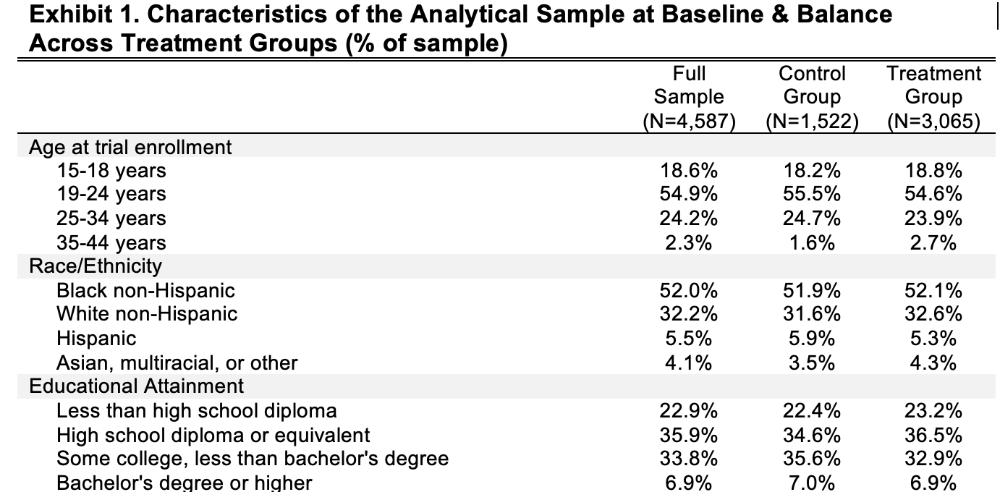 Exhibit 1. Characteristics of the Analytical Sample at Baseline & Balance
Across Treatment Groups (% of sample)
Full Sample (N=4,587) Control Group (N=1,522) Treatment Group (N=3,065)
Age at trial enrollment
15-18 years 18.6% 18.2% 18.8%
19-24 years 54.9% 55.5% 54.6%
25-34 years 24.2% 24.7% 23.9%
35-44 years 2.3% 1.6% 2.7%
Race/Ethnicity
Black non-Hispanic 52.0% 51.9% 52.1%
White non-Hispanic 32.2% 31.6% 32.6%
Hispanic 5.5% 5.9% 5.3%
Asian, multiracial, or other 4.1% 3.5% 4.3%
Educational Attainment
Less than high school diploma 22.9% 22.4% 23.2%
High school diploma or equivalent 35.9% 34.6% 36.5%
Some college, less than bachelor's degree 33.8% 35.6% 32.9%
Bachelor's degree or higher 6.9% 7.0% 6.9%